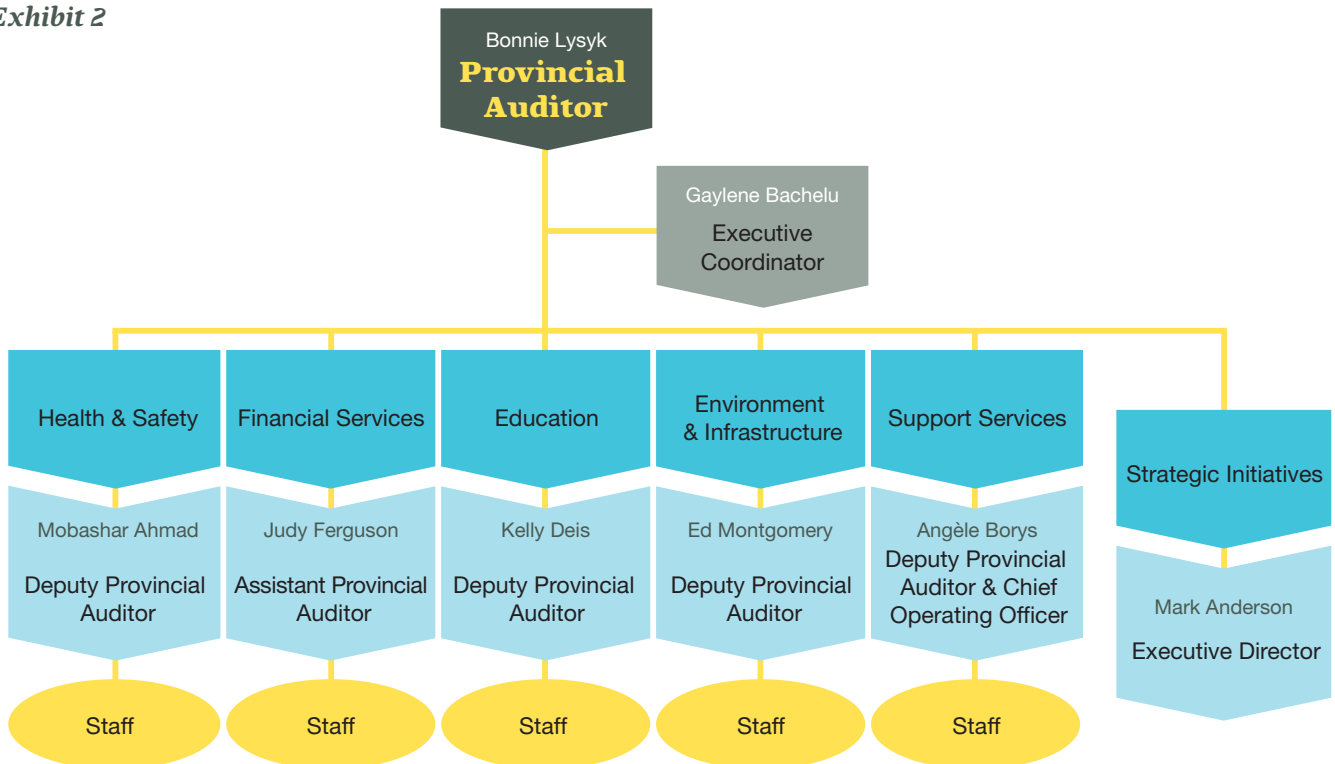 Exhibit 2
Bonnie Lysyk
Provincial
Auditor
Gaylene Bachelu
Executive
Coordinator
Health & Safety
Financial Services
Education
Environment
& Infrastructure
Support Services
Strategic Initiatives
Mobashar Ahmad
Deputy Provincial
Auditor
Judy Ferguson
Assistant Provincial
Auditor
Kelly Deis
Deputy Provincial
Auditor
Ed Montgomery
Deputy Provincial
Auditor
Angèle Borys
Deputy Provincial
Auditor & Chief
Operating Officer
Mark Anderson
Executive Director
Staff
Staff
Staff
Staff
Staff